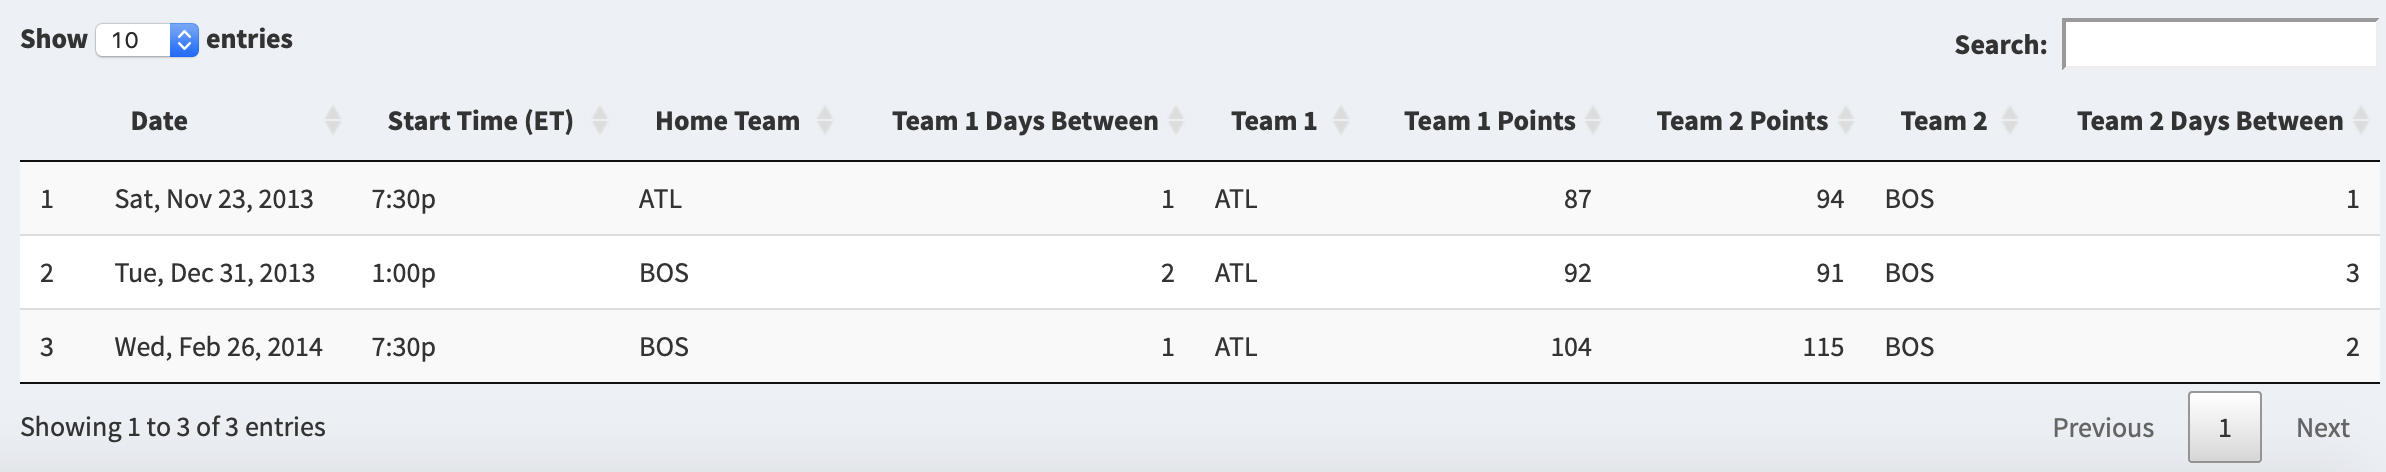 Show 10 entries Search:
Date Start Time (ET) Home Team Team 1 Days Between Team 1 Team 1 Points Team 2 Points Team 2 Team 2 Days Between
1 Sat, Nov 23, 2013 7:30p ATL 1 ATL 87 94 BOS 1
2 Tue, Dec 31, 2013 1:00p BOS 2 ATL 92 91 BOS 3
3 Wed, Feb 26, 2014 7:30p BOS 1 ATL 104 115 BOS 2
Showing 1 to 3 of 3 entries Previous 1 Next